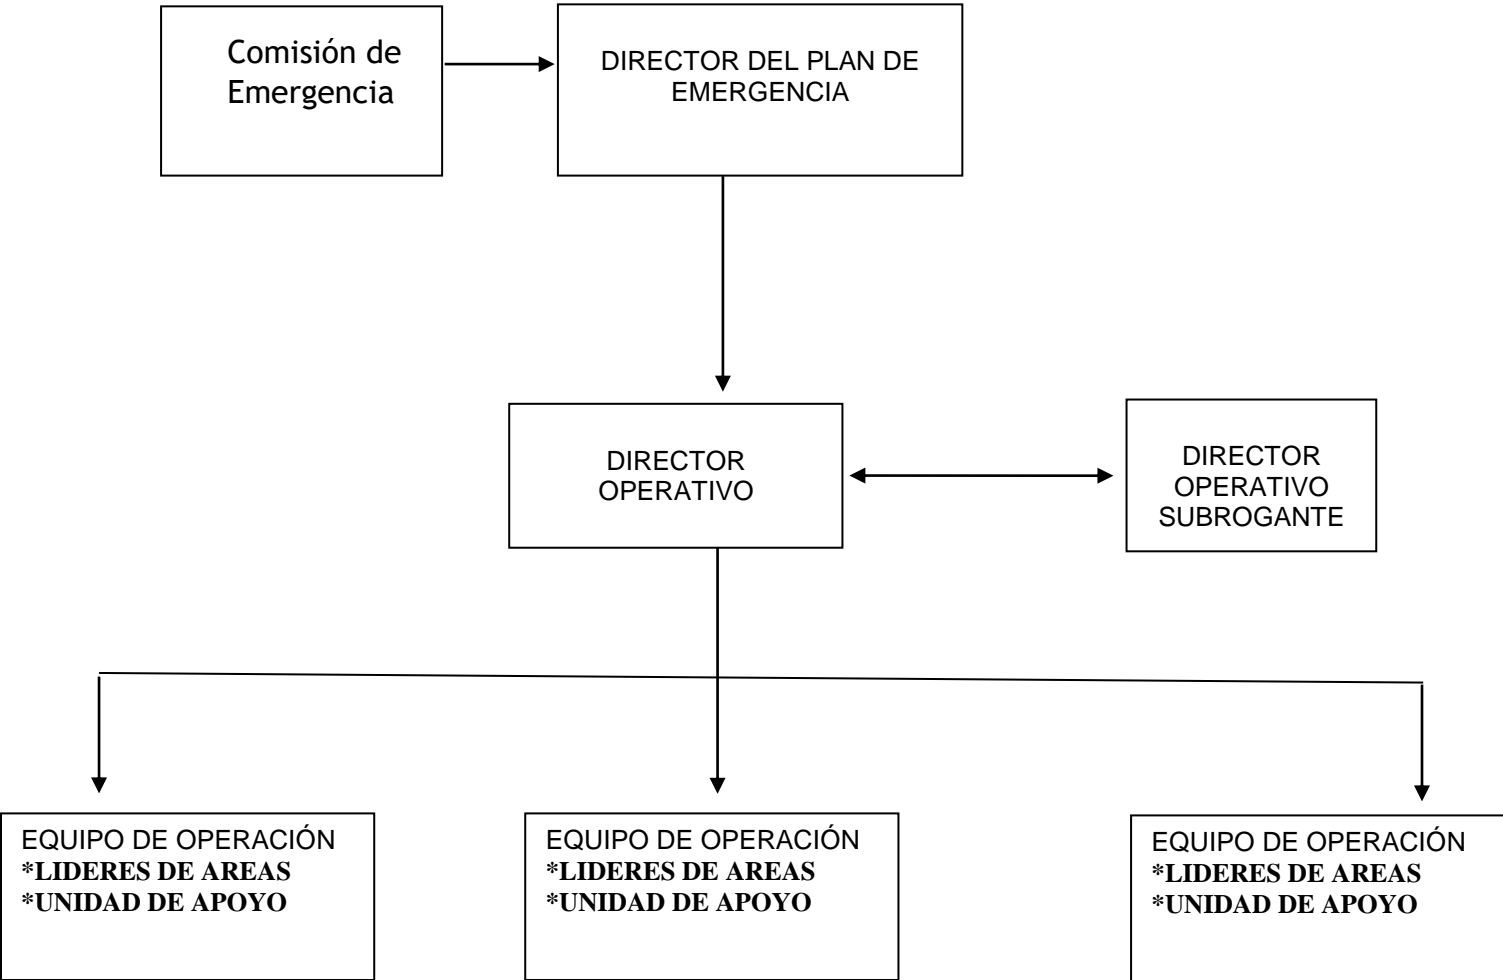 Comisión de
Emergencia
DIRECTOR DEL PLAN DE
EMERGENCIA
DIRECTOR
OPERATIVO
DIRECTOR
OPERATIVO
SUBROGANTE
EQUIPO DE OPERACIÓN
*LIDERES DE AREAS
*UNIDAD DE APOYO
EQUIPO DE OPERACIÓN
*LIDERES DE AREAS
*UNIDAD DE APOYO
EQUIPO DE OPERACIÓN
*LIDERES DE AREAS
*UNIDAD DE APOYO